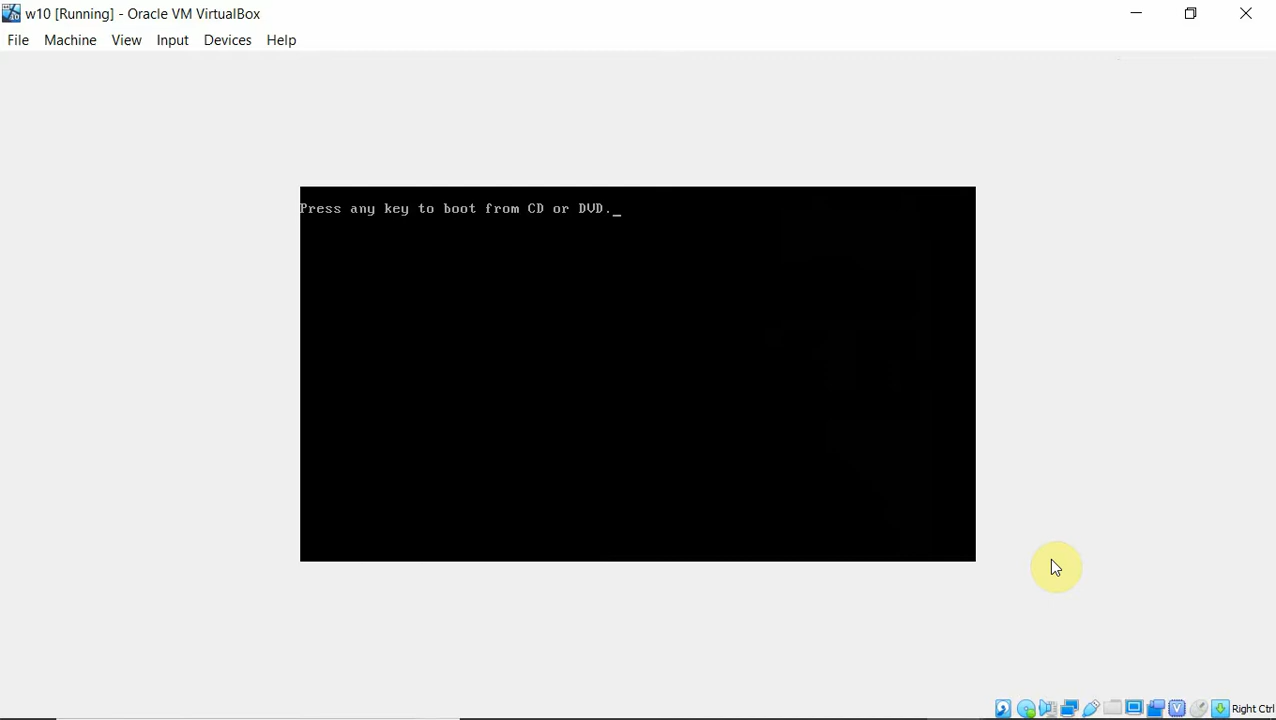 w10 [Running] - Oracle VM VirtualBox
File Machine View Input Devices Help
Press any key to boot from CD or DVD._
Right Ctrl